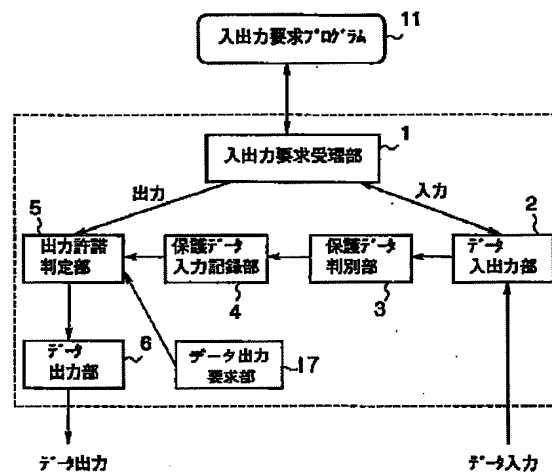 入出力要求プログラム
11
1
入出力要求受理部
出力
入力
5
2
出力許諾
判定部
保護データ
入力記録部
保護データ
判別部
データ
入出力部
4
3
6
データ
出力部
データ出力
要求部
17
データ出力
データ入力